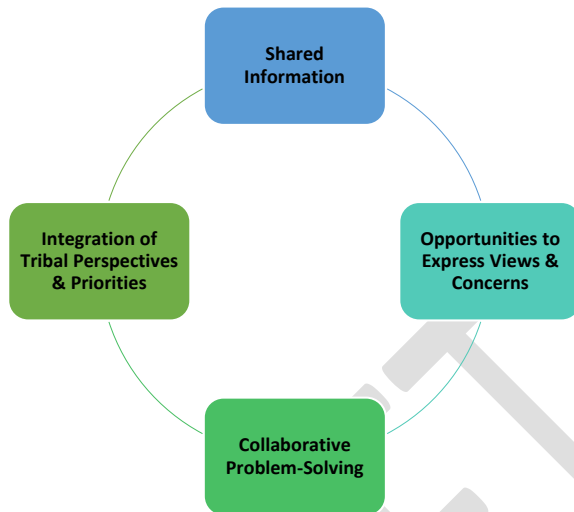 Shared
Information
Opportunities to
Express Views &
Concerns
Collaborative
Problem-Solving
Integration of
Tribal Perspectives
& Priorities